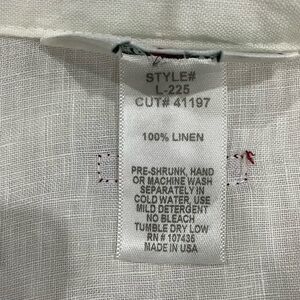 STYLE#
L-225
CUT# 41197
100% LINEN
PRE-SHRUNK, HAND
OR MACHINE WASH
SEPARATELY IN
COLD WATER, USE
MILD DETERGENT
NO BLEACH
TUMBLE DRY LOW
RN # 107436
MADE IN USA